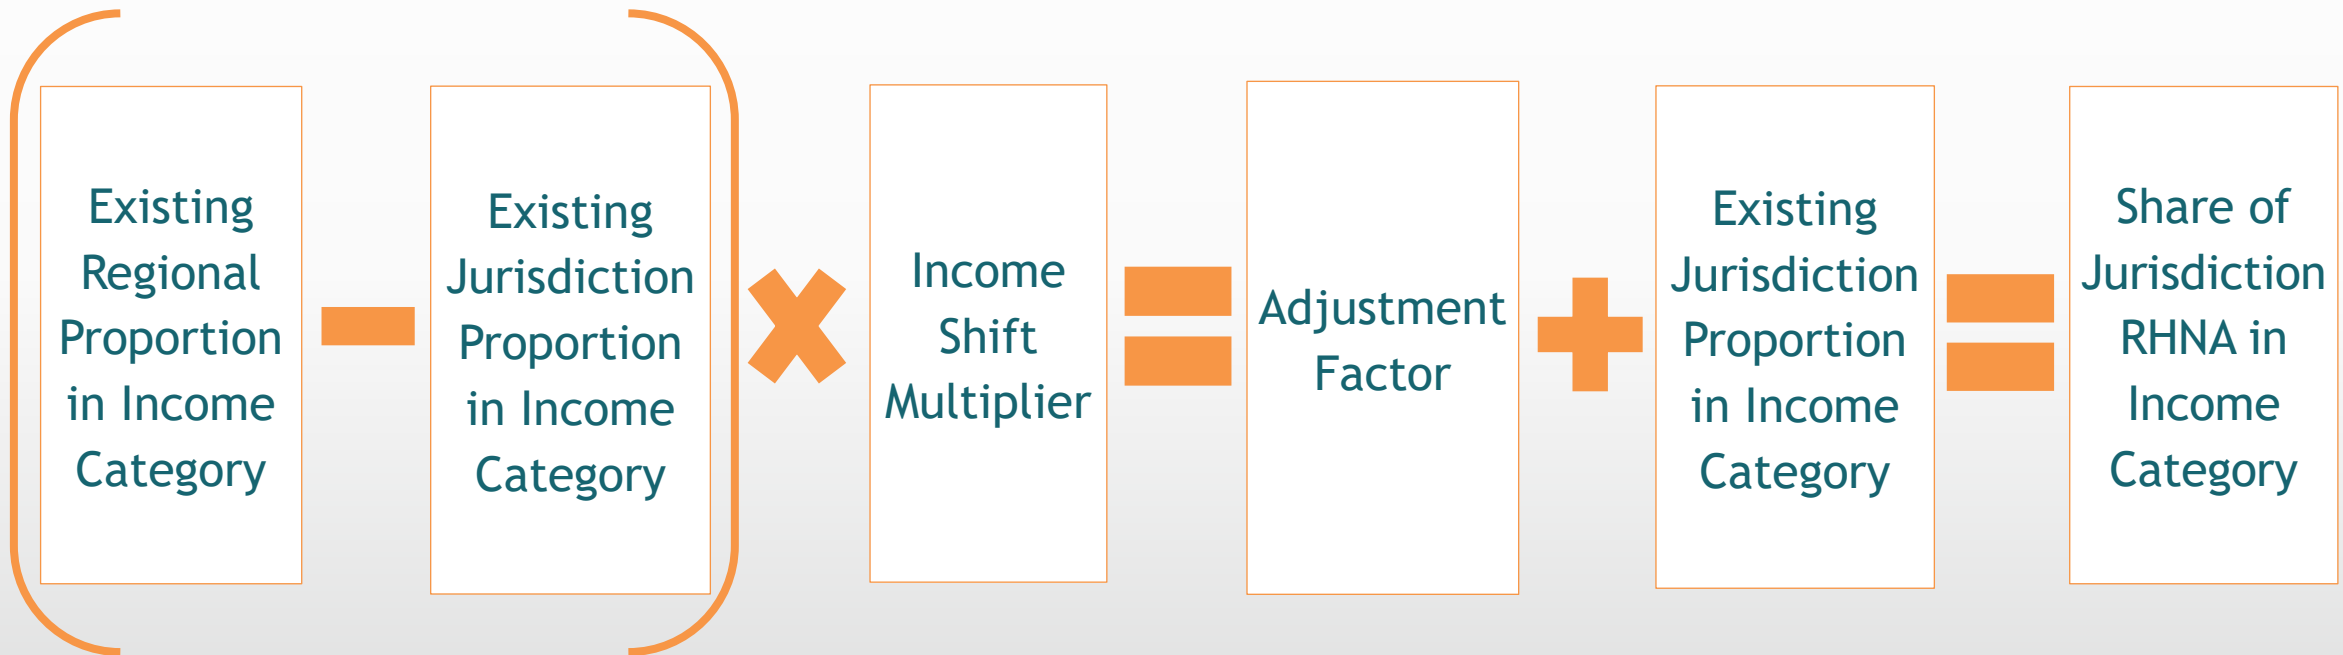 Existing
Regional
Proportion
in Income
Category
Existing
Jurisdiction
Proportion
in Income
Category
Income
Shift
Multiplier
Adjustment
Factor
Existing
Jurisdiction
Proportion
in Income
Category
Share of
Jurisdiction
RHNA in
Income
Category